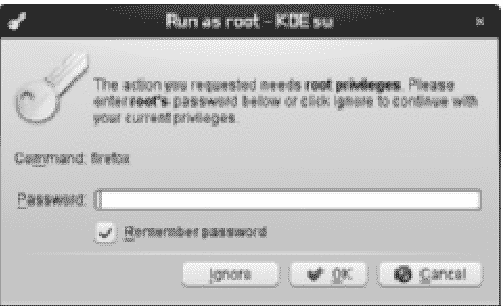 Run as root - KDE su
The action you requested needs root privileges. Please
enter root's password below or click Ignore to continue with
your current privileges.
Command: firefox
Password:
Remember password
Ignore
OK
Cancel